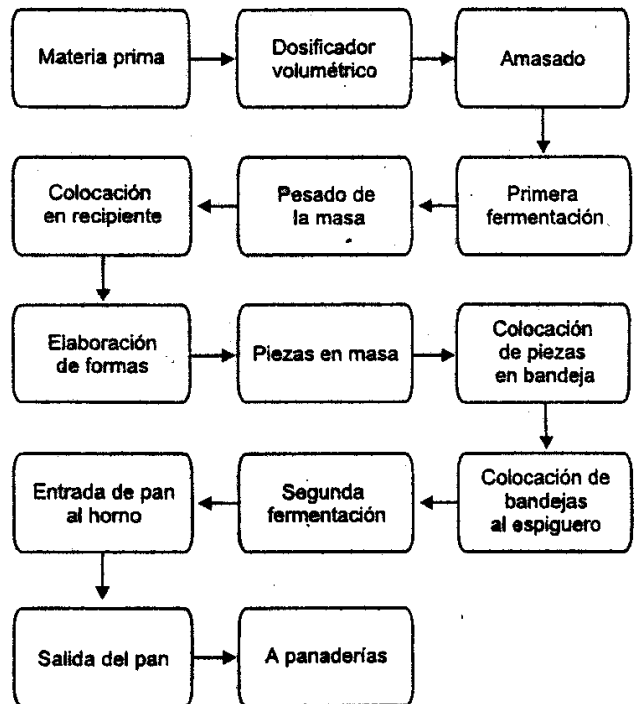 Materia prima
Dosificador
volumétrico
Amasado
Primera
fermentación
Pesado de
la masa
Colocación
en recipiente
Elaboración
de formas
Piezas en masa
Colocación
de piezas
en bandeja
Colocación de
bandejas
al espiguero
Segunda
fermentación
Entrada de pan
al horno
Salida del pan
A panaderías